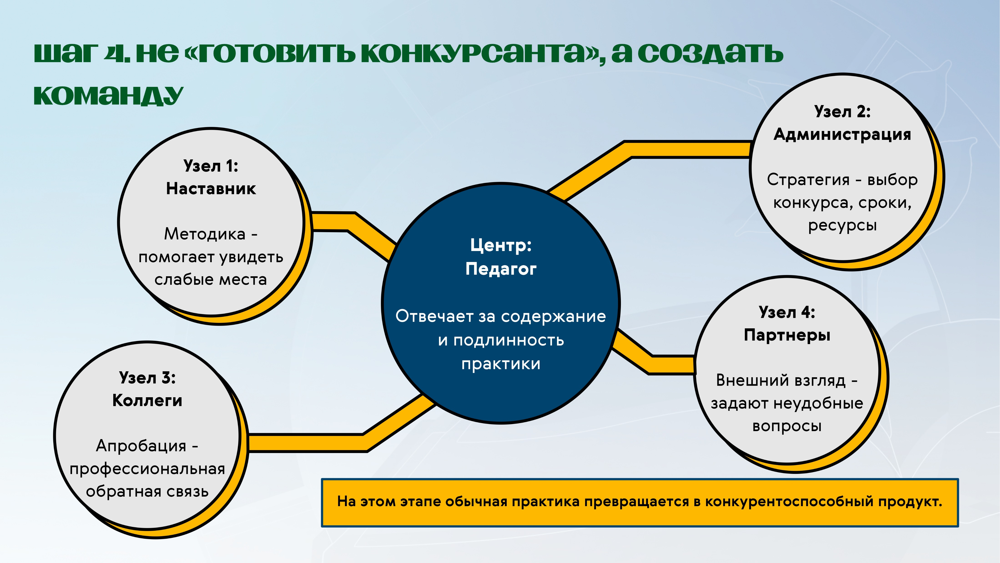 шаг 4. не «готовить конкурсанта», а создать
команду
Узел 1:
Наставник
Методика -
помогает увидеть
слабые места
Узел 2:
Администрация
Стратегия - выбор
конкурса, сроки,
ресурсы
Центр:
Педагог
Отвечает за содержание
и подлинность
практики
Узел 3:
Коллеги
Апробация -
профессиональная
обратная связь
Узел 4:
Партнеры
Внешний взгляд -
задают неудобные
вопросы
На этом этапе обычная практика превращается в конкурентоспособный продукт.